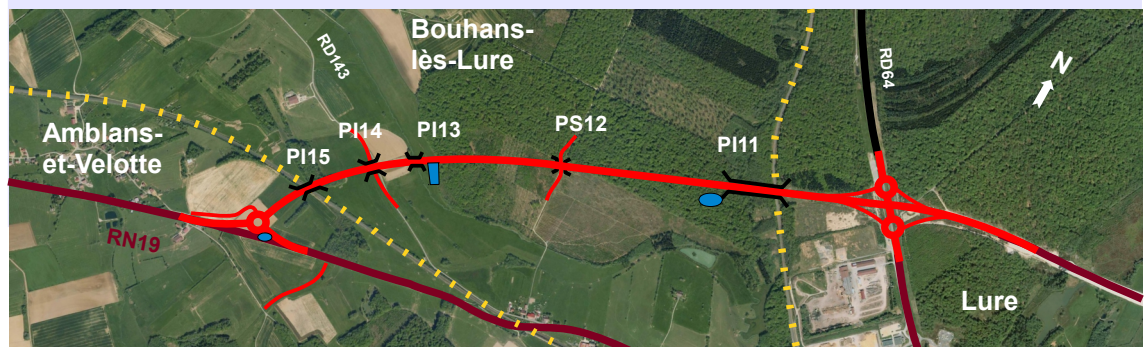 Bouhans-
lès-Lure
RD143
RD64
N
Amblans-
et-Velotte
PI15
PI14
PI13
PS12
PI11
RN19
Lure